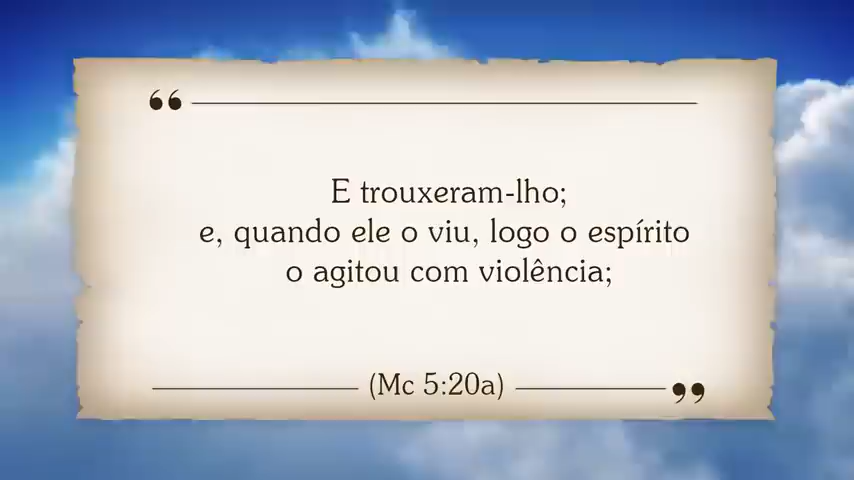 E trouxeram-lho;
e, quando ele o viu, logo o espírito
o agitou com violência;
(Mc 5:20a)